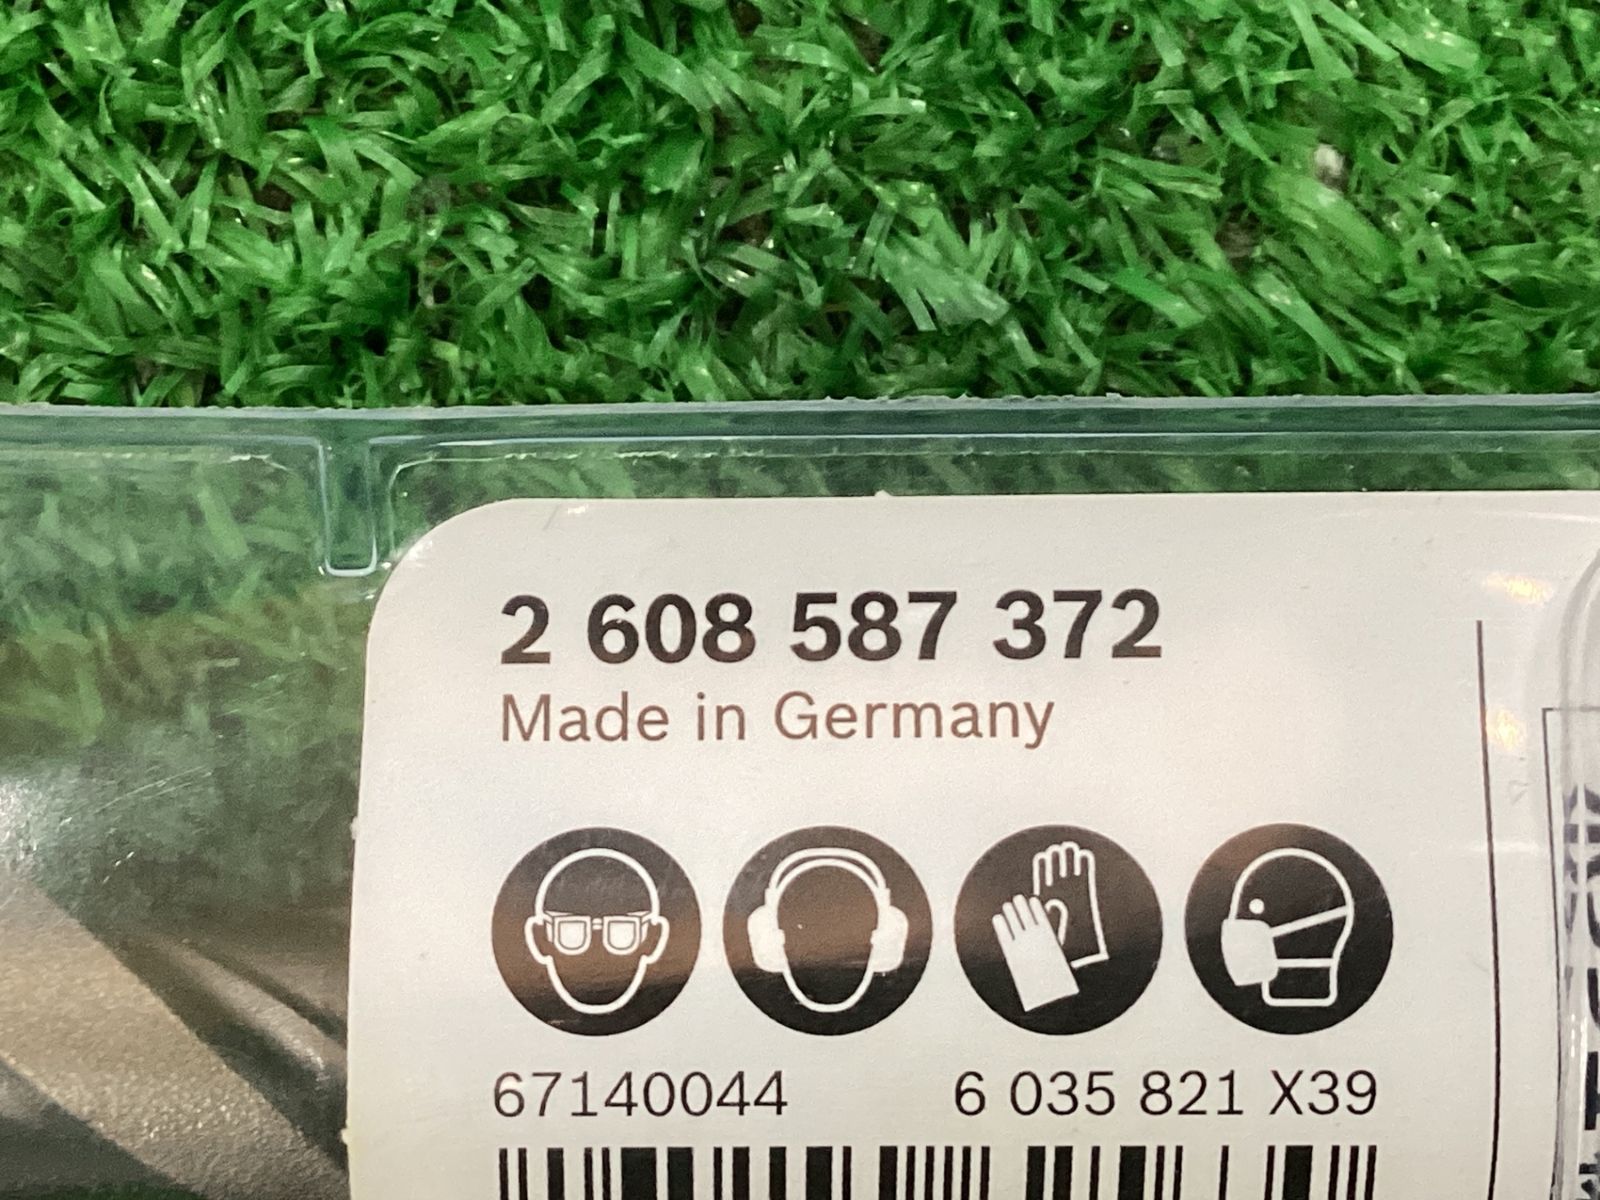 2 608 587 372
Made in Germany
67140044 6 035 821 X39